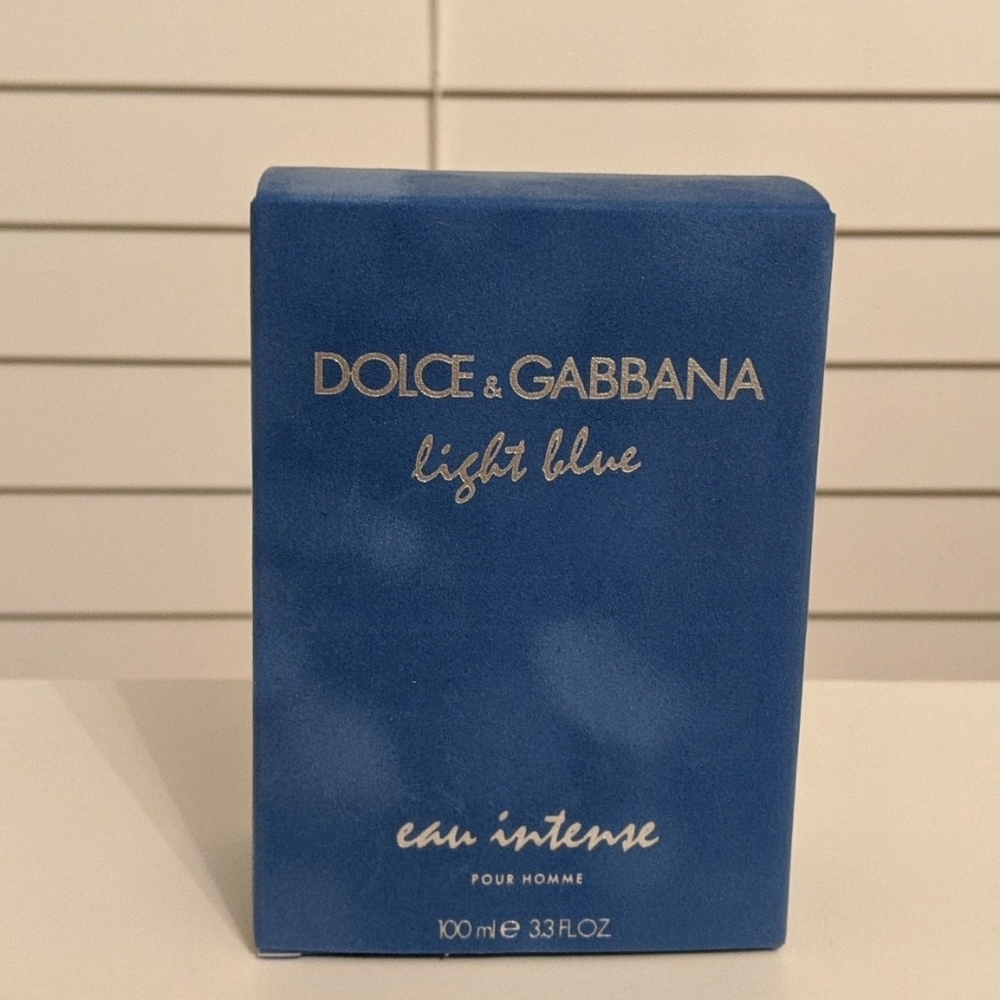 DOLCE & GABBANA
light blue
eau intense
POUR HOMME
100 ml e 3.3 FL.OZ